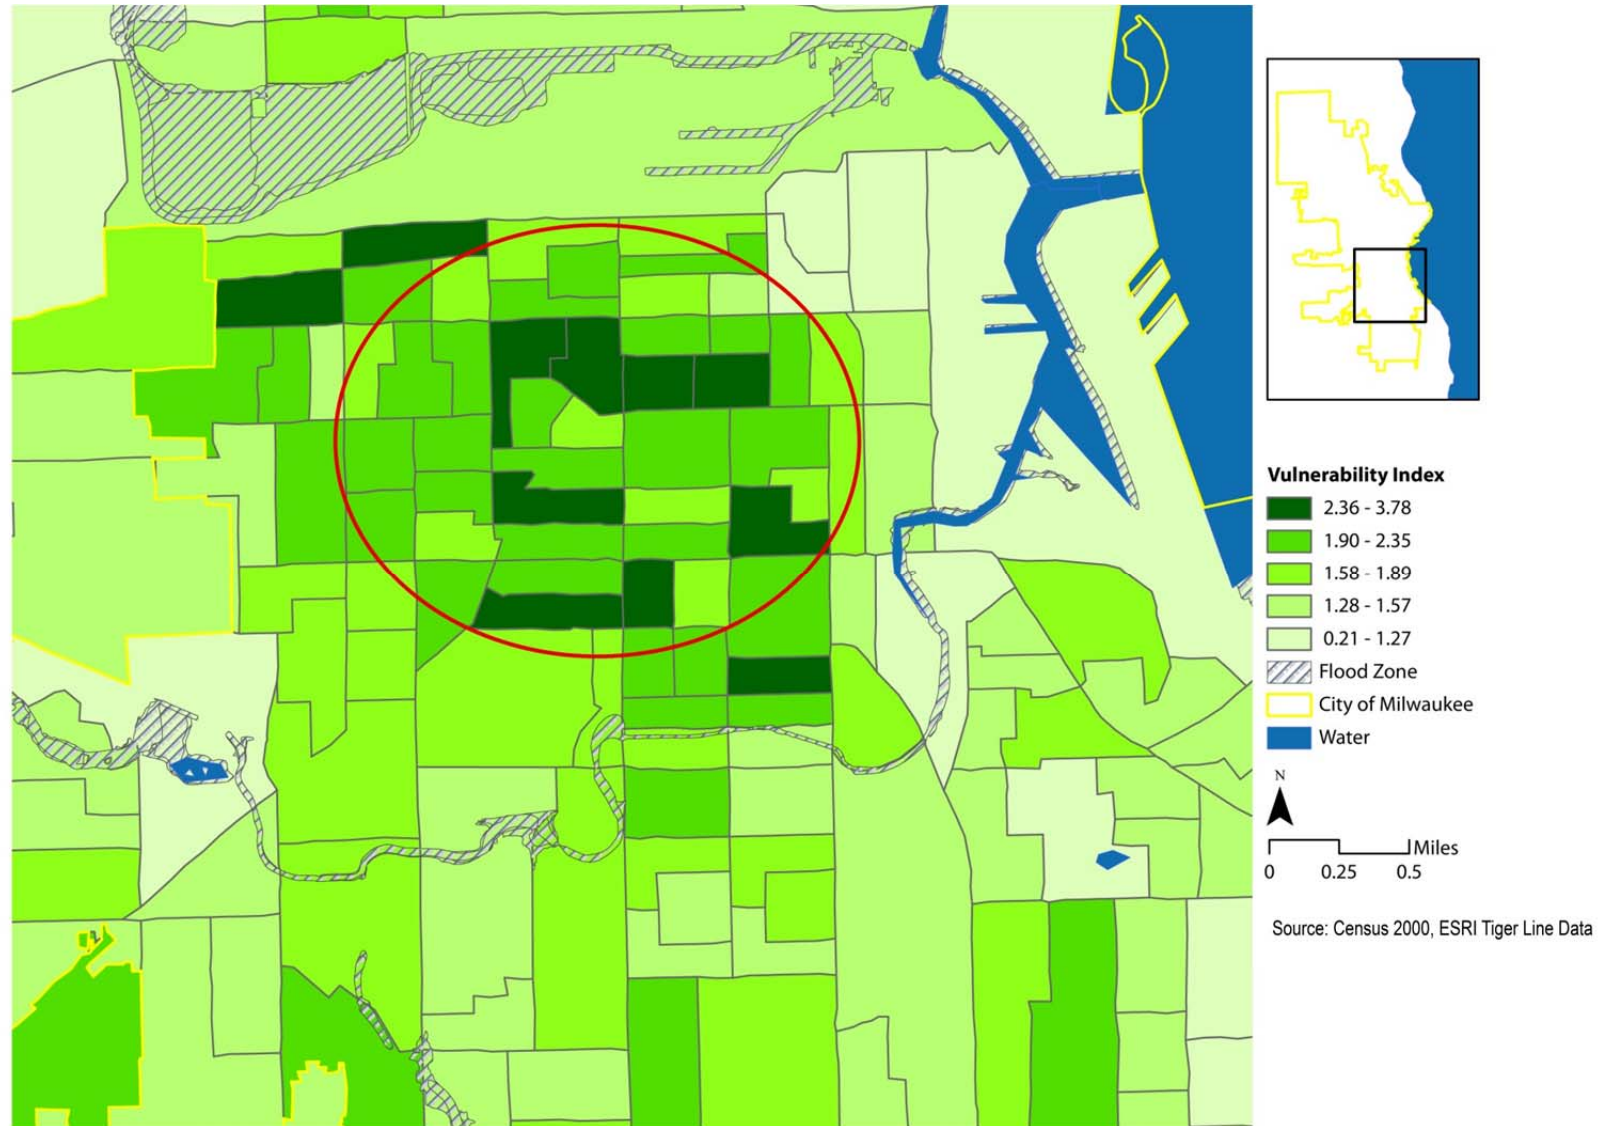 Vulnerability Index
2.36 - 3.78
1.90 - 2.35
1.58 - 1.89
1.28 - 1.57
0.21 - 1.27
Flood Zone
City of Milwaukee
Water
N
Miles
0 0.25 0.5
Source: Census 2000, ESRI Tiger Line Data